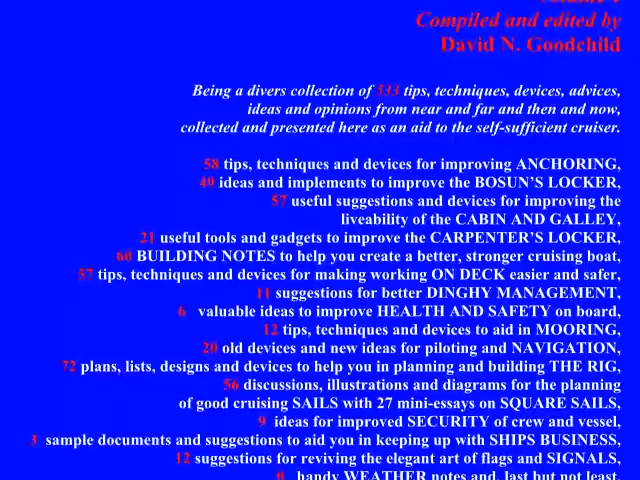 Compiled and edited by
David N. Goodchild
Being a divers collection of 533 tips, techniques, devices, advices,
ideas and opinions from near and far and then and now,
collected and presented here as an aid to the self-sufficient cruiser.
58 tips, techniques and devices for improving ANCHORING,
40 ideas and implements to improve the BOSUN'S LOCKER,
57 useful suggestions and devices for improving the
liveability of the CABIN AND GALLEY,
21 useful tools and gadgets to improve the CARPENTER'S LOCKER,
60 BUILDING NOTES to help you create a better, stronger cruising boat,
57 tips, techniques and devices for making working ON DECK easier and safer,
11 suggestions for better DINGHY MANAGEMENT,
6 valuable ideas to improve HEALTH AND SAFETY on board,
12 tips, techniques and devices to aid in MOORING,
20 old devices and new ideas for piloting and NAVIGATION,
72 plans, lists, designs and devices to help you in planning and building THE RIG,
56 discussions, illustrations and diagrams for the planning
of good cruising SAILS with 27 mini-essays on SQUARE SAILS,
9 ideas for improved SECURITY of crew and vessel,
3 sample documents and suggestions to aid you in keeping up with SHIPS BUSINESS,
12 suggestions for reviving the elegant art of flags and SIGNALS,
handy WEATHER notes and, last but not least,